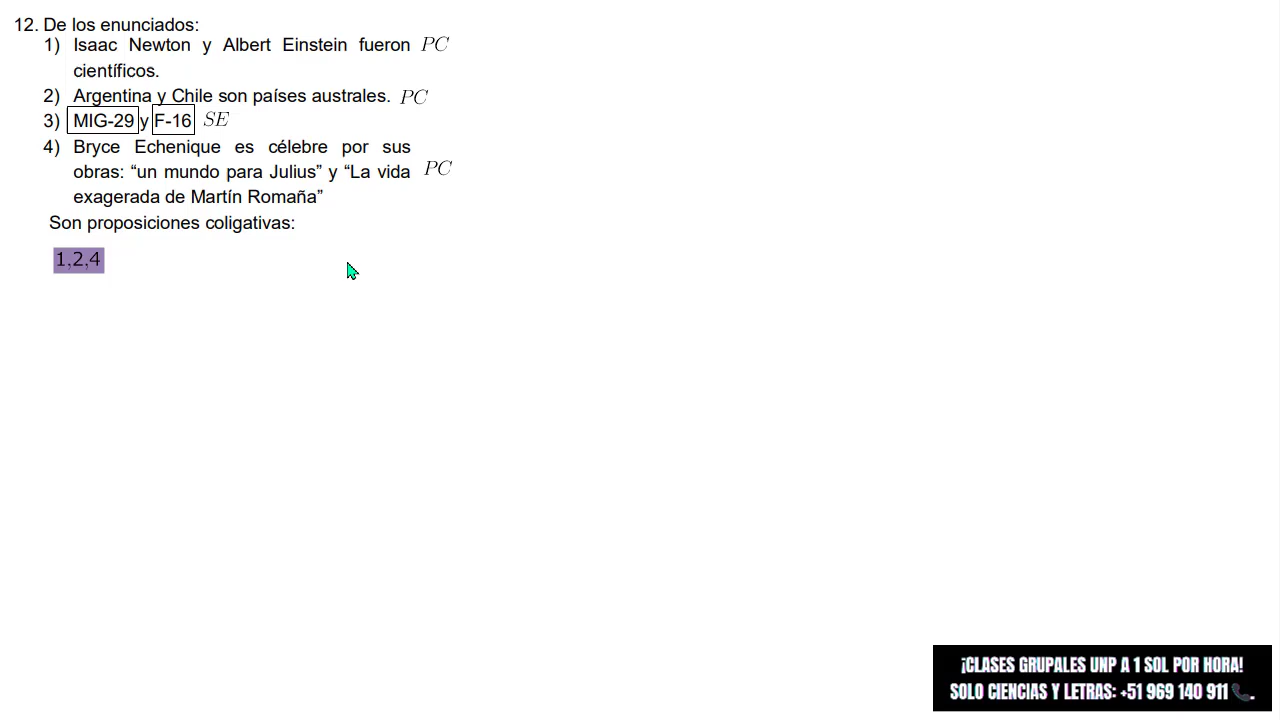 12. De los enunciados:
1) Isaac Newton y Albert Einstein fueron PC
científicos.
2) Argentina y Chile son países australes. PC
3) MIG-29 y F-16 SE
4) Bryce Echenique es célebre por sus
obras: “un mundo para Julius” y “La vida PC
exagerada de Martín Romaña”
Son proposiciones coligativas:
1,2,4
¡CLASES GRUPALES UNP A 1 SOL POR HORA!
SOLO CIENCIAS Y LETRAS: +51 969 140 911 📞.